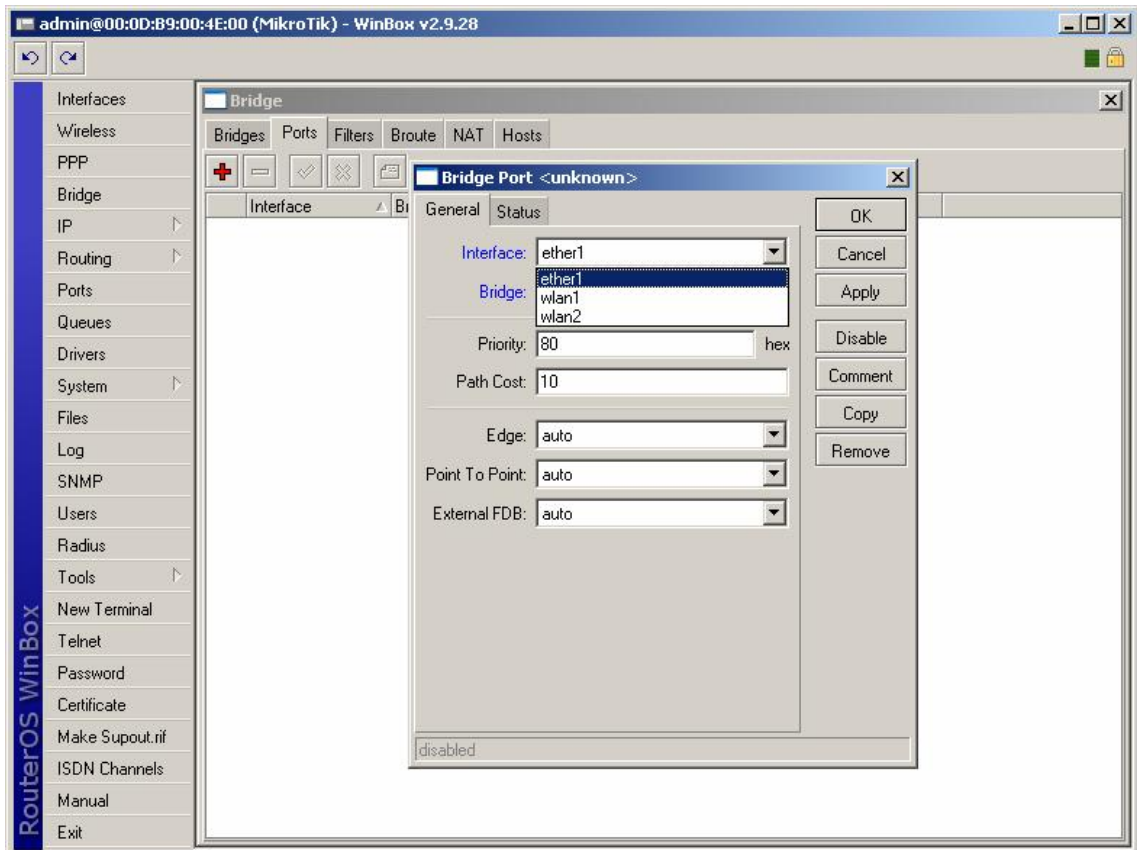 admin@00:0D:B9:00:4E:00 (MikroTik) - WinBox v2.9.28
Interfaces
Wireless
PPP
Bridge
IP
Routing
Ports
Queues
Drivers
System
Files
Log
SNMP
Users
Radius
Tools
New Terminal
Telnet
Password
Certificate
Make Supout.rif
ISDN Channels
Manual
Exit
RouterOS WinBox
Bridge
Bridges Ports Filters Broute NAT Hosts
Interface Br
Bridge Port <unknown>
General Status
Interface: ether1
ether1
wlan1
wlan2
Bridge:
Priority: 80 hex
Path Cost: 10
Edge: auto
Point To Point: auto
External FDB: auto
OK
Cancel
Apply
Disable
Comment
Copy
Remove
disabled